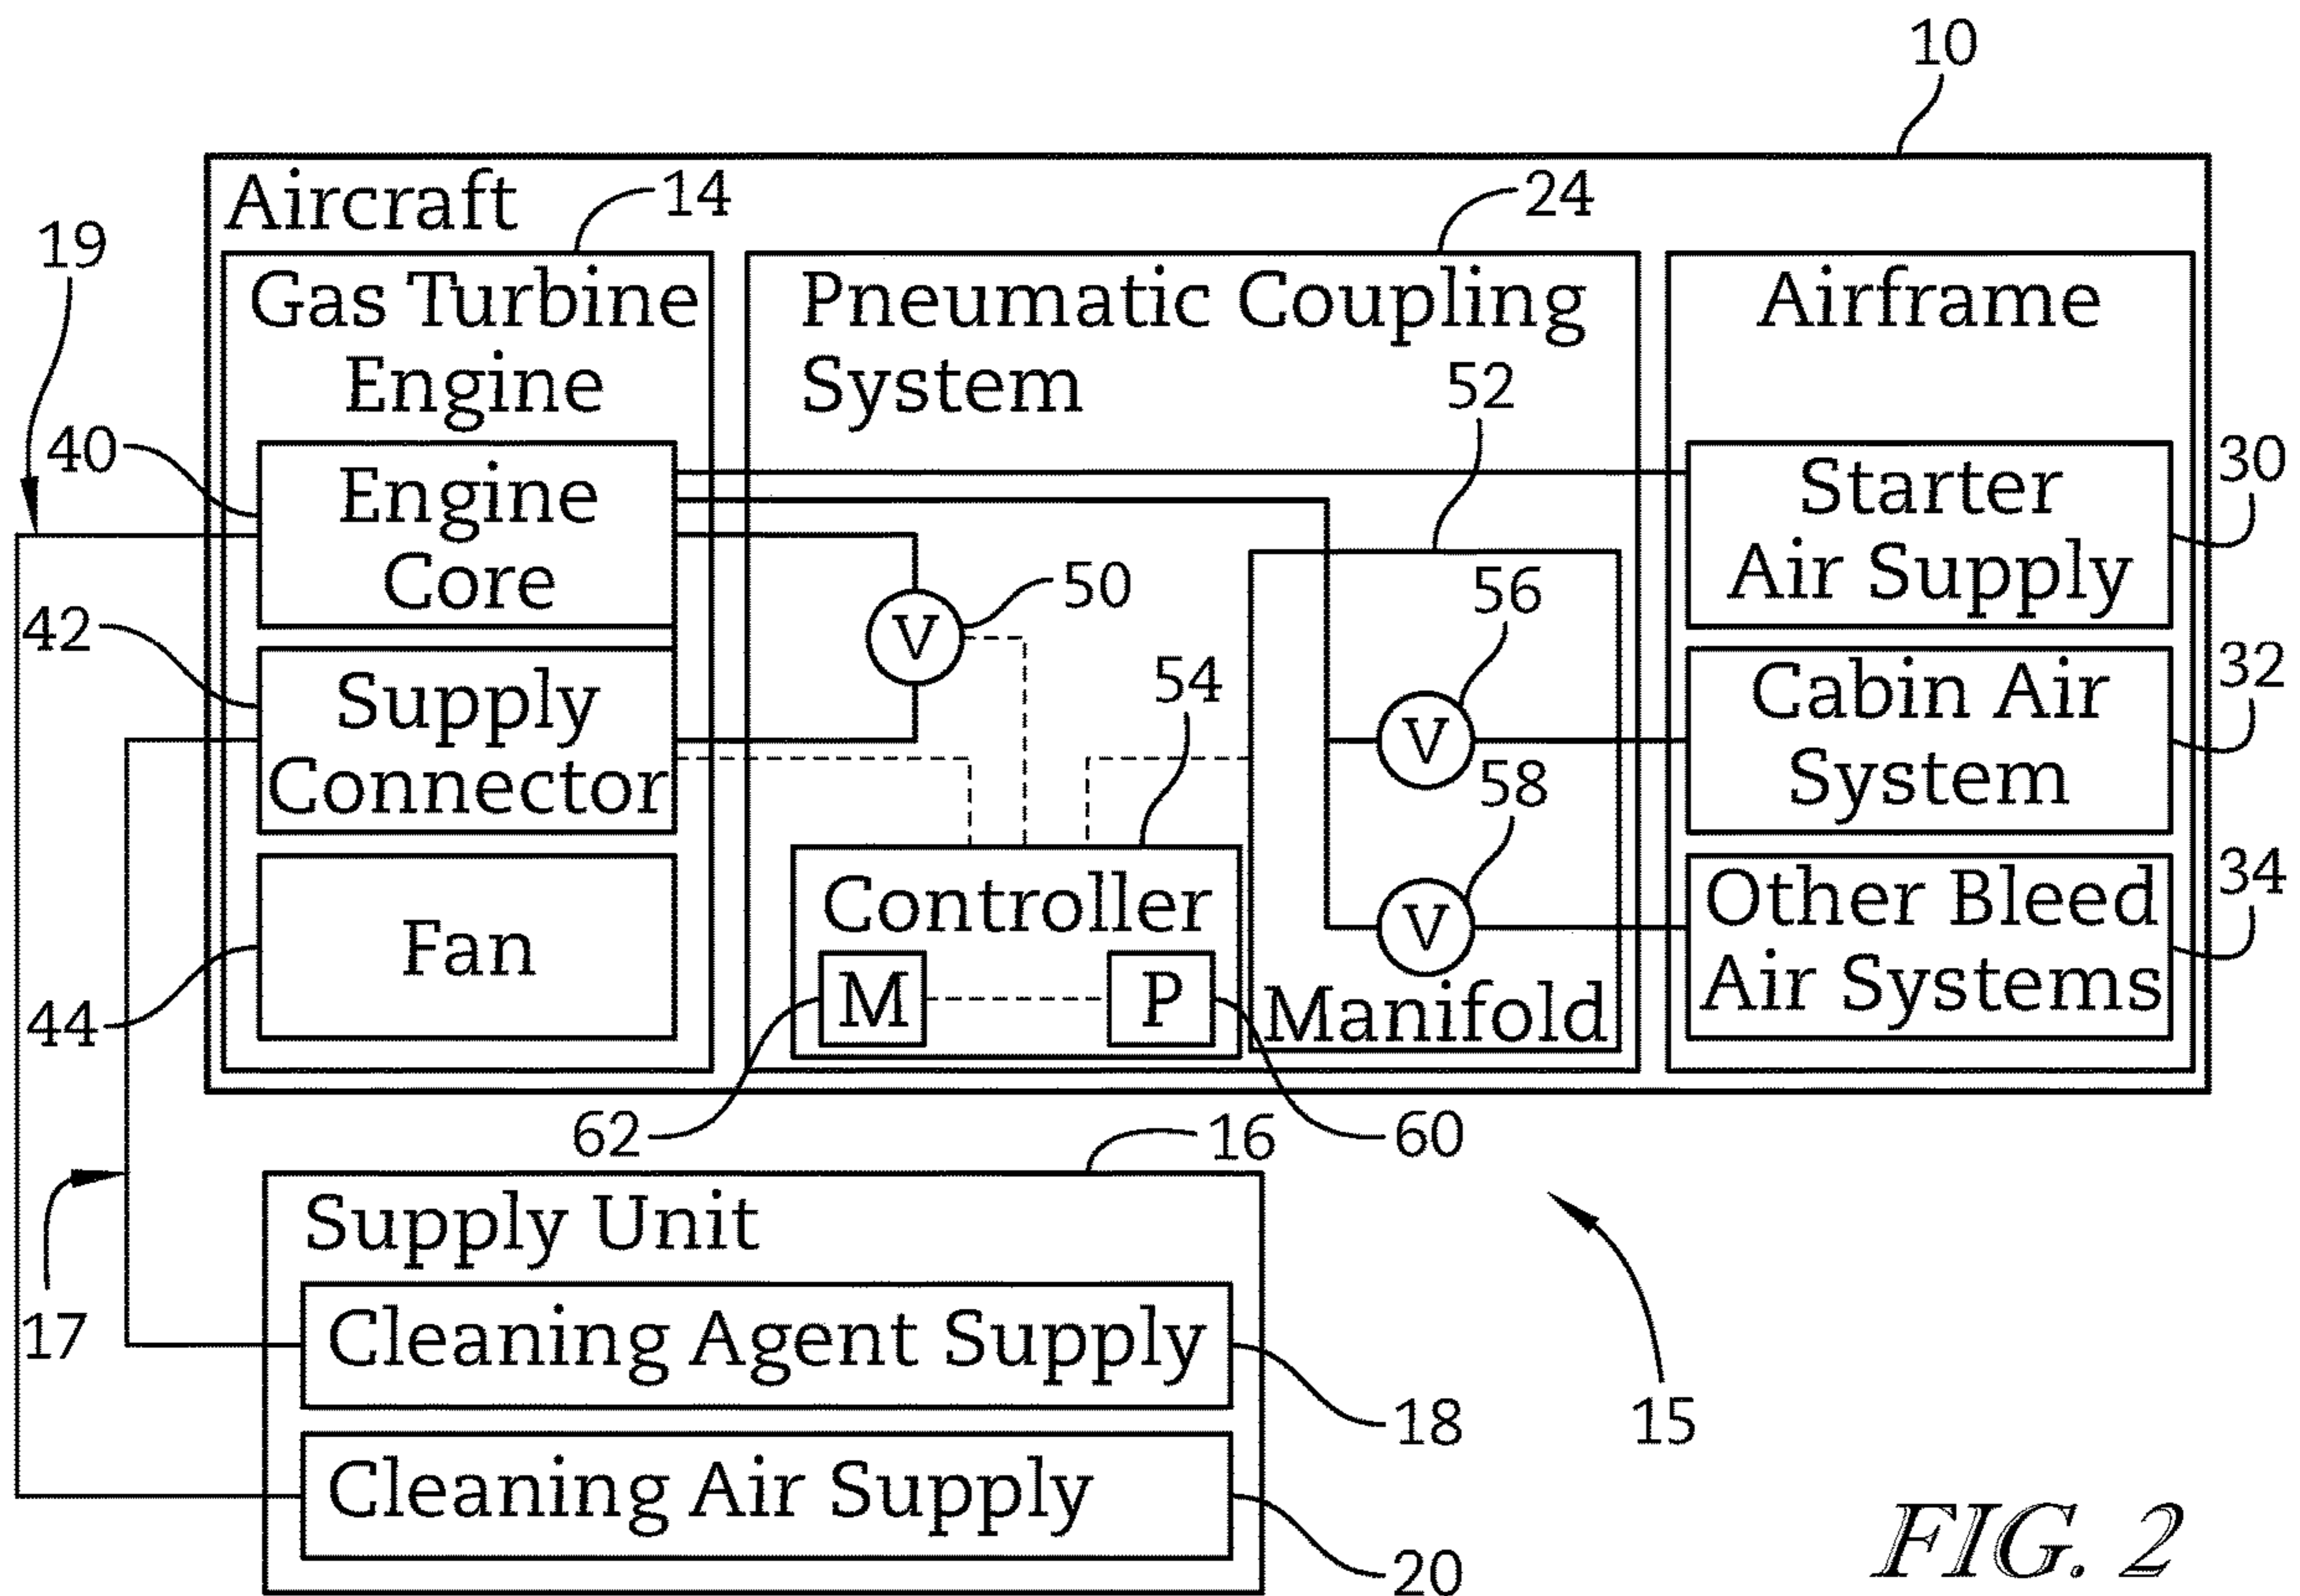 10
Aircraft
14
24
19
Gas Turbine
Engine
Pneumatic Coupling
System
Airframe
52
40
Engine
Core
Starter
Air Supply
30
50
56
42
Supply
Connector
54
V
V
Cabin Air
System
32
58
Controller
V
Other Bleed
Air Systems
34
Fan
44
M
P
Manifold
62
60
16
Supply Unit
17
Cleaning Agent Supply
18
15
Cleaning Air Supply
20
FIG. 2